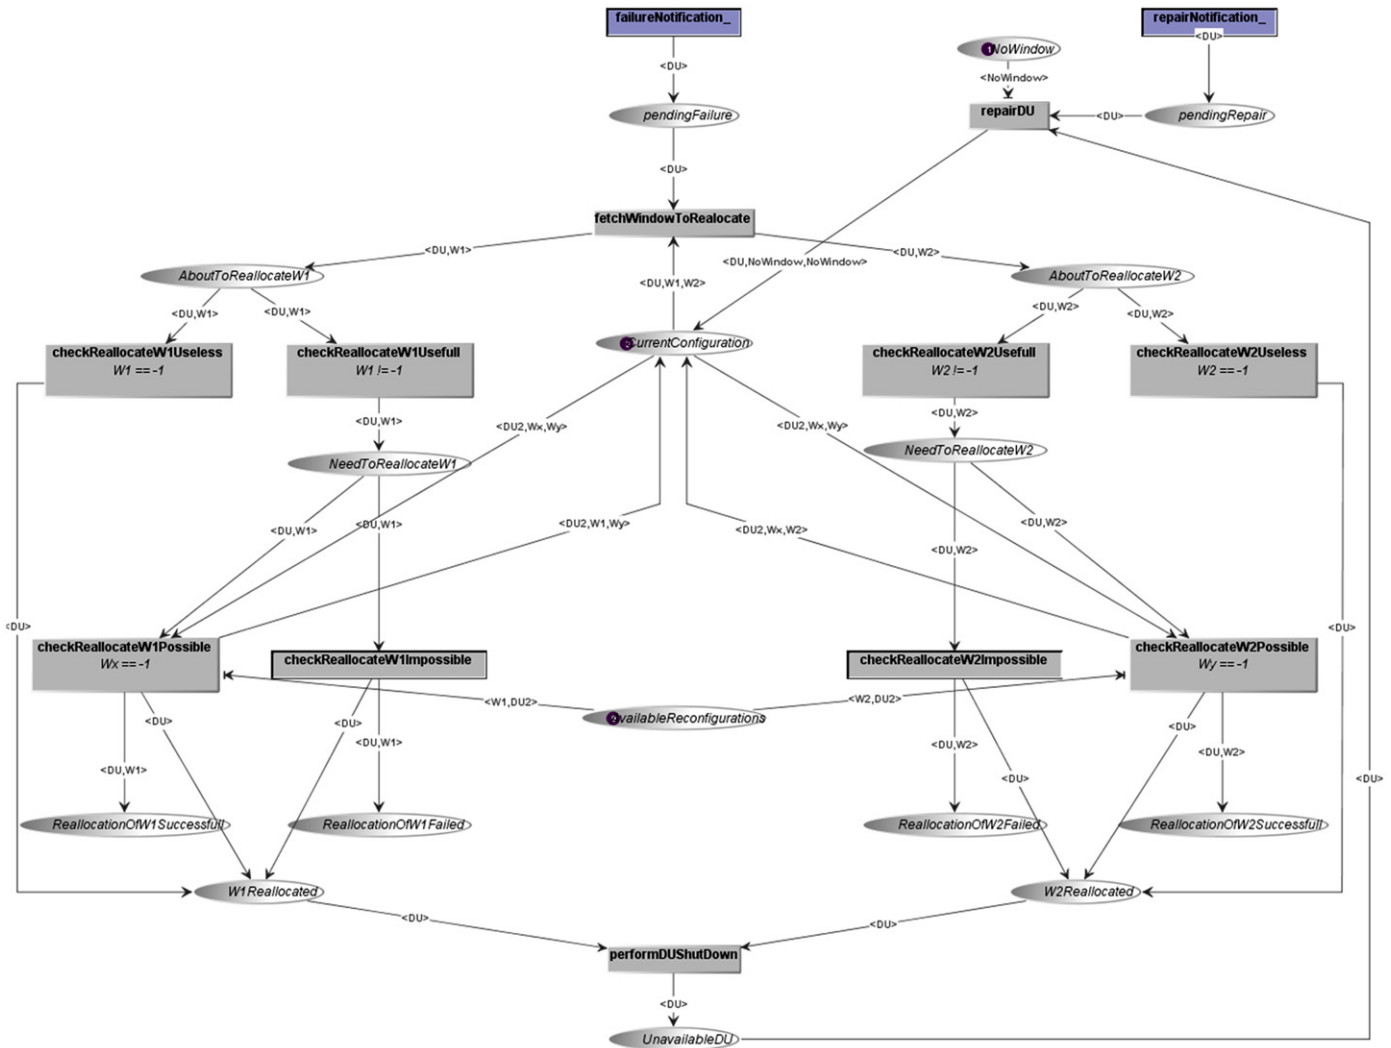 failureNotification_
repairNotification_
<DU>
<DU>
1
NoWindow
<NoWindow>
pendingFailure
repairDU
<DU>
pendingRepair
<DU>
fetchWindowToRealocate
<DU,W1>
<DU,W2>
<DU,NoWindow,NoWindow>
AboutToReallocateW1
AboutToReallocateW2
<DU,W1,W2>
<DU,W1>
<DU,W1>
<DU,W2>
<DU,W2>
CurrentConfiguration
checkReallocateW1Useless
W1 == -1
checkReallocateW1Usefull
W1 != -1
checkReallocateW2Usefull
W2 != -1
checkReallocateW2Useless
W2 == -1
<DU,W1>
<DU2,Wx,Wy>
<DU2,Wx,Wy>
<DU,W2>
NeedToReallocateW1
NeedToReallocateW2
<DU,W1>
<DU,W1>
<DU2,W1,Wy>
<DU2,Wx,W2>
<DU,W2>
<DU,W2>
<DU>
<DU>
checkReallocateW1Possible
Wx == -1
checkReallocateW1Impossible
checkReallocateW2Impossible
checkReallocateW2Possible
Wy == -1
<W1,DU2>
<W2,DU2>
AvailableReconfigurations
<DU>
<DU>
<DU,W1>
<DU,W2>
<DU>
<DU,W1>
<DU>
<DU,W2>
<DU>
ReallocationOfW1Successfull
ReallocationOfW1Failed
ReallocationOfW2Failed
ReallocationOfW2Successfull
W1Reallocated
W2Reallocated
<DU>
<DU>
performDUShutDown
<DU>
UnavailableDU